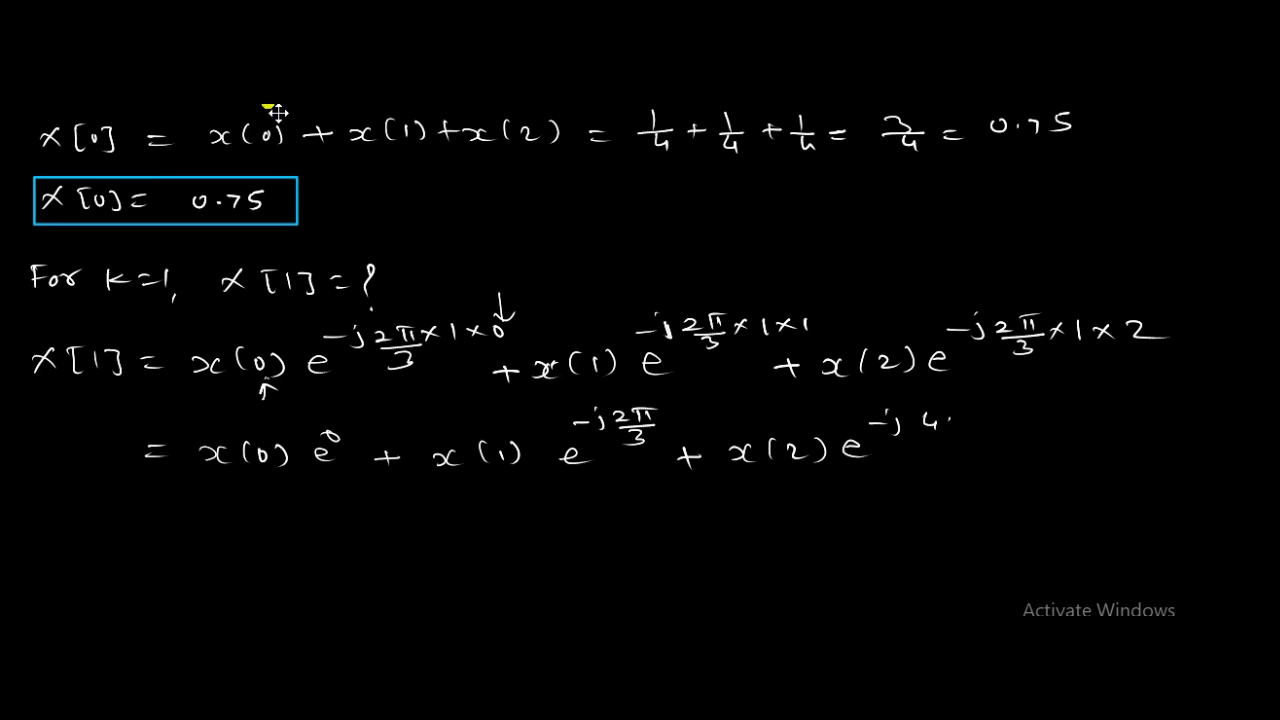 X[0] = x(0) + x(1) + x(2) = 1/4 + 1/4 + 1/4 = 3/4 = 0.75
X[0] = 0.75
For k=1, X[1] = ?
X[1] = x(0) e^{-j 2π/3 × 1 × 0} + x(1) e^{-j 2π/3 × 1 × 1} + x(2) e^{-j 2π/3 × 1 × 2}
= x(0) e^0 + x(1) e^{-j 2π/3} + x(2) e^{-j 4
Activate Windows